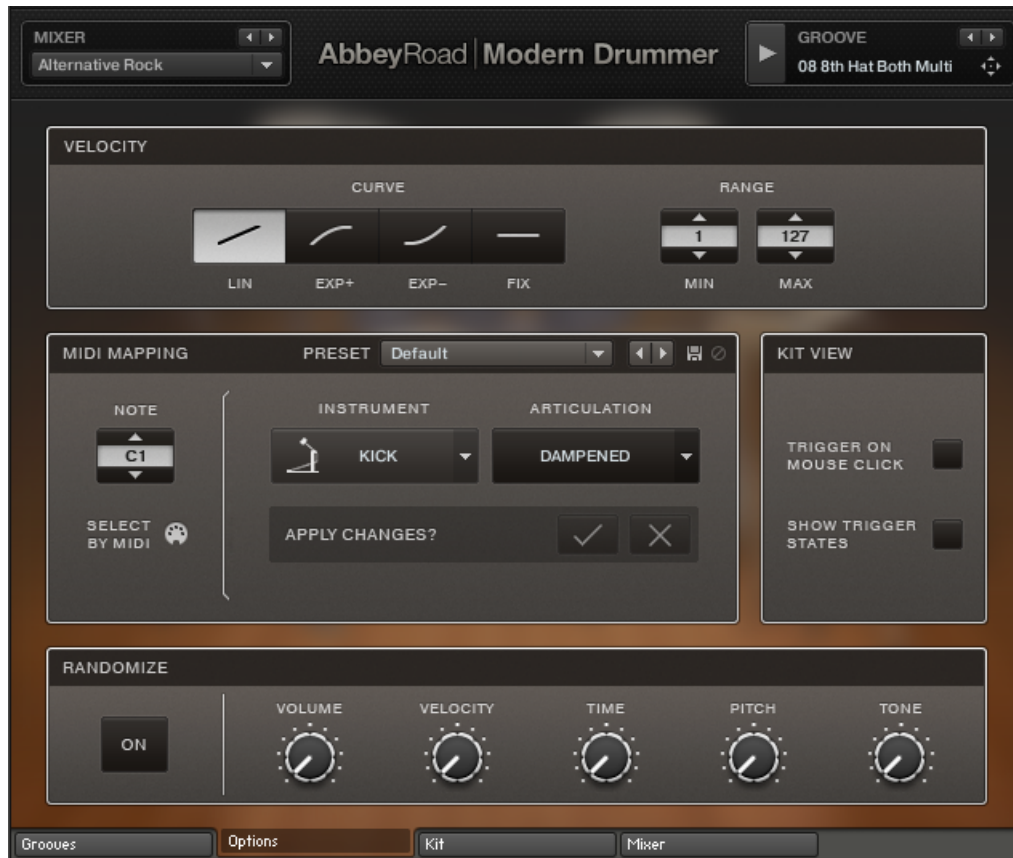 MIXER
Alternative Rock
AbbeyRoad | Modern Drummer
GROOVE
08 8th Hat Both Multi
VELOCITY
CURVE
RANGE
1
127
LIN
EXP+
EXP-
FIX
MIN
MAX
MIDI MAPPING
PRESET
Default
NOTE
C1
SELECT
BY MIDI
INSTRUMENT
ARTICULATION
KICK
DAMPENED
APPLY CHANGES?
KIT VIEW
TRIGGER ON
MOUSE CLICK
SHOW TRIGGER
STATES
RANDOMIZE
ON
VOLUME
VELOCITY
TIME
PITCH
TONE
Grooves
Options
Kit
Mixer